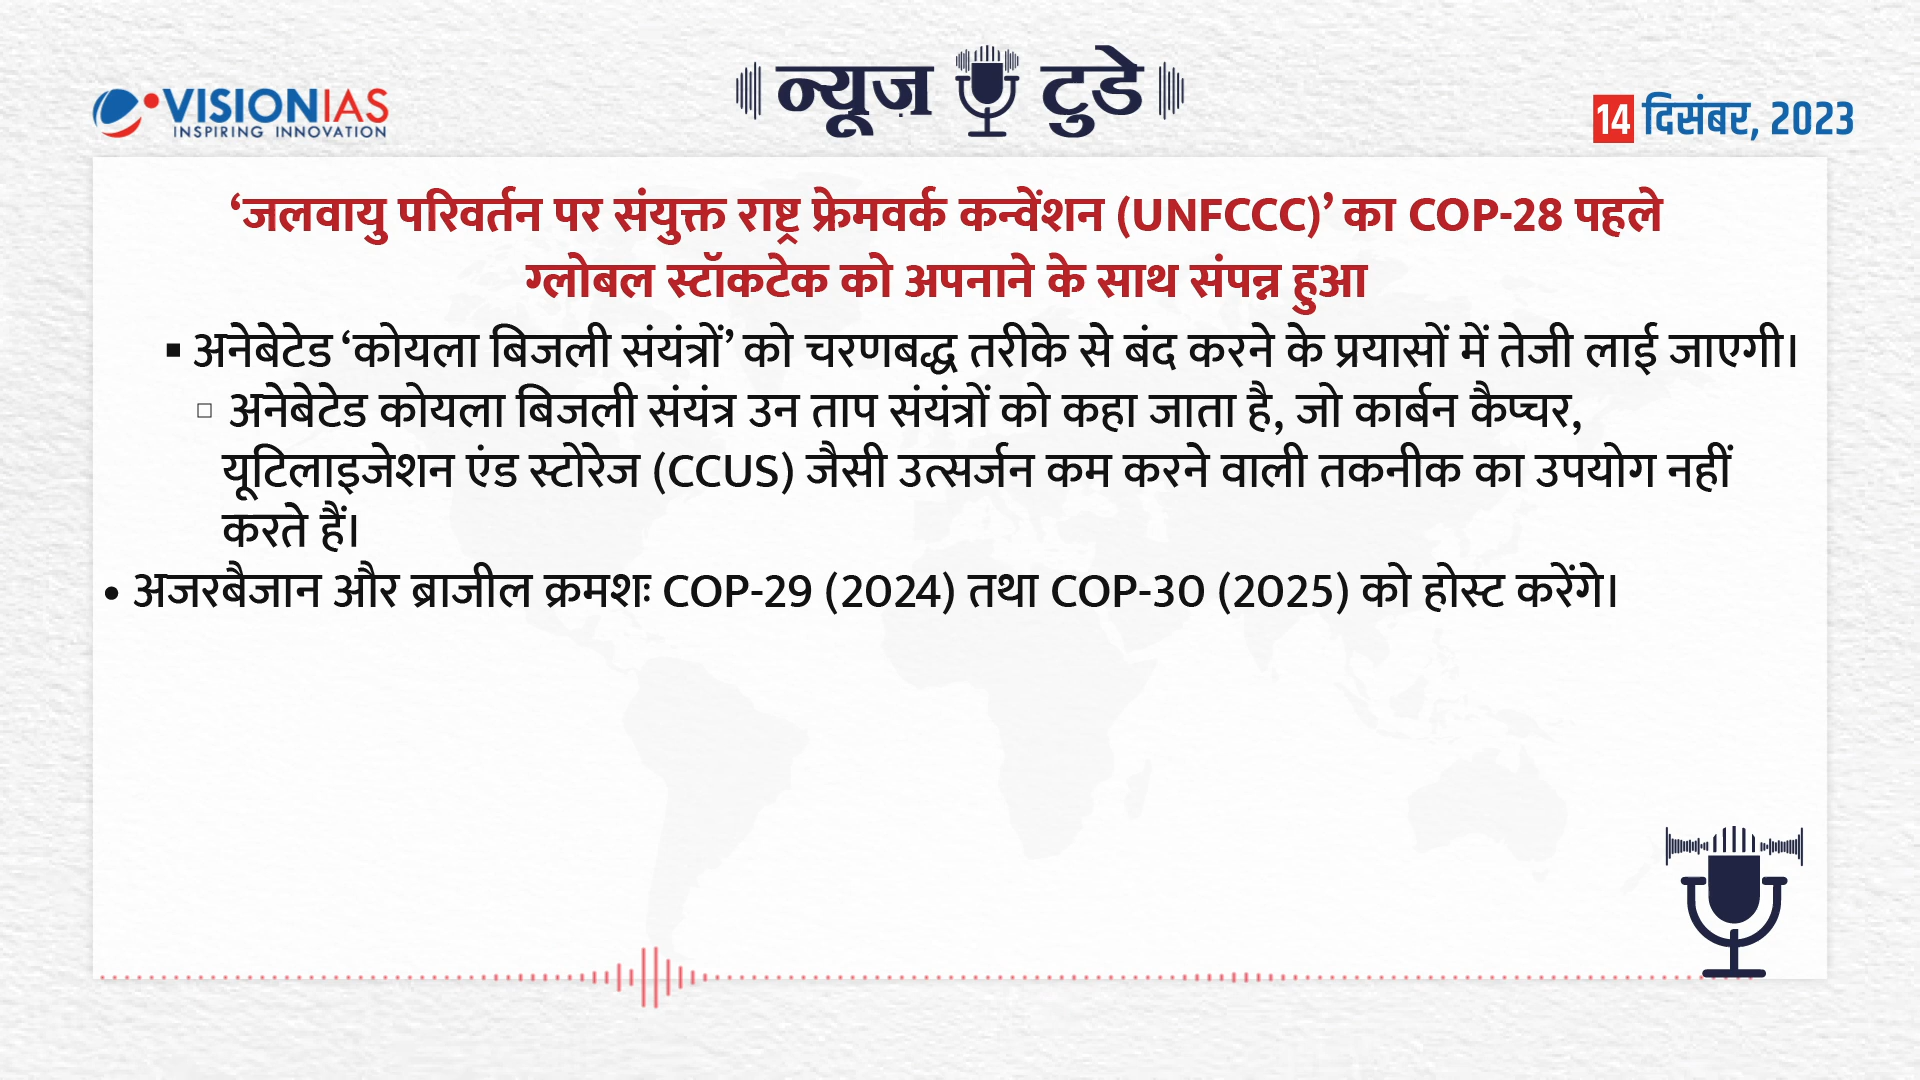 VISIONIAS
INSPIRING INNOVATION
न्यूज़ टुडे
14 दिसंबर, 2023
‘जलवायु परिवर्तन पर संयुक्त राष्ट्र फ्रेमवर्क कन्वेंशन (UNFCCC)’ का COP-28 पहले
ग्लोबल स्टॉकटेक को अपनाने के साथ संपन्न हुआ
▪ अनेबेटेड ‘कोयला बिजली संयंत्रों’ को चरणबद्ध तरीके से बंद करने के प्रयासों में तेजी लाई जाएगी।
▫ अनेबेटेड कोयला बिजली संयंत्र उन ताप संयंत्रों को कहा जाता है, जो कार्बन कैप्चर,
यूटिलाइजेशन एंड स्टोरेज (CCUS) जैसी उत्सर्जन कम करने वाली तकनीक का उपयोग नहीं
करते हैं।
• अजरबैजान और ब्राजील क्रमशः COP-29 (2024) तथा COP-30 (2025) को होस्ट करेंगे।